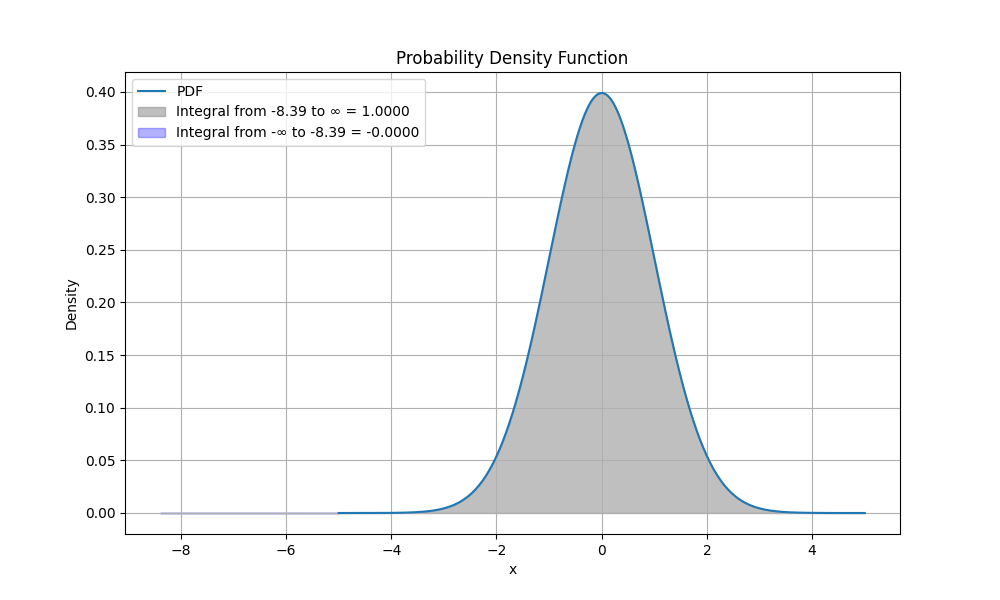 Probability Density Function
PDF
Integral from -8.39 to ∞ = 1.0000
Integral from -∞ to -8.39 = -0.0000
0.40
0.35
0.30
0.25
0.20
0.15
0.10
0.05
0.00
Density
−8
−6
−4
−2
0
2
4
x